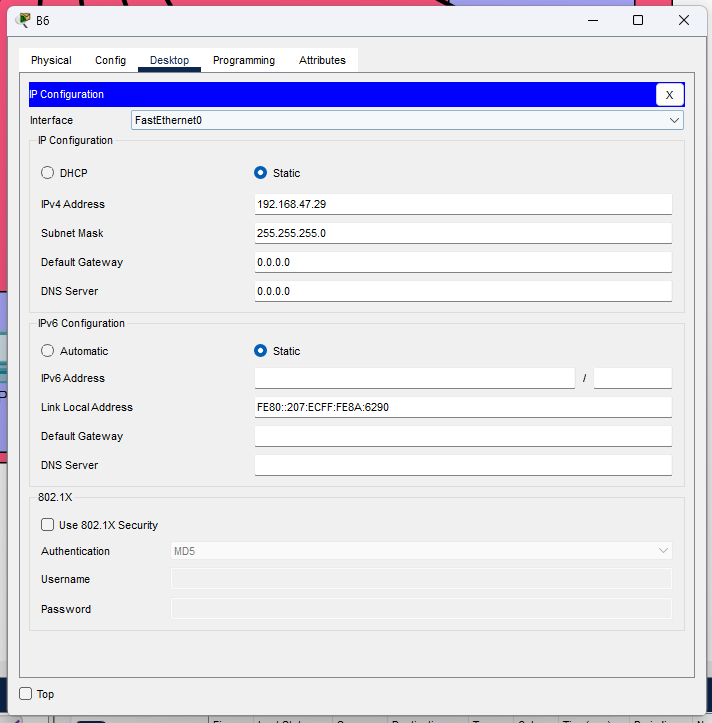 B6
Physical Config Desktop Programming Attributes
IP Configuration X
Interface FastEthernet0
IP Configuration
DHCP Static
IPv4 Address 192.168.47.29
Subnet Mask 255.255.255.0
Default Gateway 0.0.0.0
DNS Server 0.0.0.0
IPv6 Configuration
Automatic Static
IPv6 Address /
Link Local Address FE80::207:ECFF:FE8A:6290
Default Gateway
DNS Server
802.1X
Use 802.1X Security
Authentication MD5
Username
Password
Top